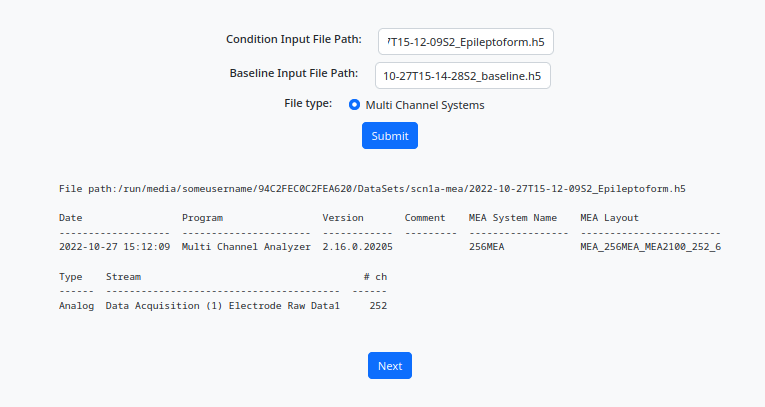 Condition Input File Path: 7T15-12-09S2_Epileptoform.h5
Baseline Input File Path: 10-27T15-14-28S2_baseline.h5
File type: Multi Channel Systems
Submit
File path:/run/media/someusername/94C2FEC0C2FEA620/DataSets/scn1a-mea/2022-10-27T15-12-09S2_Epileptoform.h5
Date Program Version Comment MEA System Name MEA Layout
------------------- ---------------------- ------------ --------- ----------------- ------------------------
2022-10-27 15:12:09 Multi Channel Analyzer 2.16.0.20205 256MEA MEA_256MEA_MEA2100_252_6
Type Stream # ch
------ ---------------------------------------- ------
Analog Data Acquisition (1) Electrode Raw Data1 252
Next